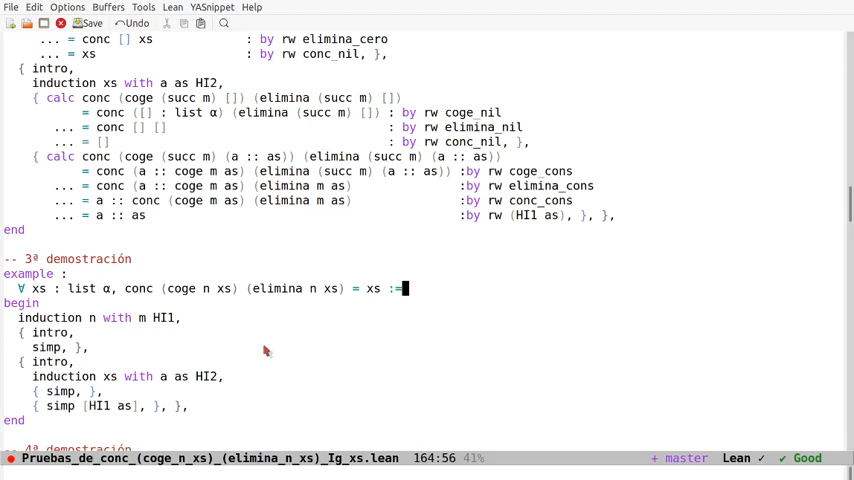 File Edit Options Buffers Tools Lean YASnippet Help
Save Undo
... = conc [] xs : by rw elimina_cero
... = xs : by rw conc_nil, },
{ intro,
induction xs with a as HI2,
{ calc conc (coge (succ m) []) (elimina (succ m) [])
= conc ([] : list α) (elimina (succ m) []) : by rw coge_nil
... = conc [] [] : by rw elimina_nil
... = [] : by rw conc_nil, },
{ calc conc (coge (succ m) (a :: as)) (elimina (succ m) (a :: as))
= conc (a :: coge m as) (elimina (succ m) (a :: as)) :by rw coge_cons
... = conc (a :: coge m as) (elimina m as) :by rw elimina_cons
... = a :: conc (coge m as) (elimina m as) :by rw conc_cons
... = a :: as :by rw (HI1 as), }, },
end
-- 3ª demostración
example :
∀ xs : list α, conc (coge n xs) (elimina n xs) = xs :=
begin
induction n with m HI1,
{ intro,
simp, },
{ intro,
induction xs with a as HI2,
{ simp, },
{ simp [HI1 as], }, },
end
-- 4ª demostración
Pruebas_de_conc_(coge_n_xs)_(elimina_n_xs)_Ig_xs.lean 164:56 41% + master Lean ✓ ✓ Good